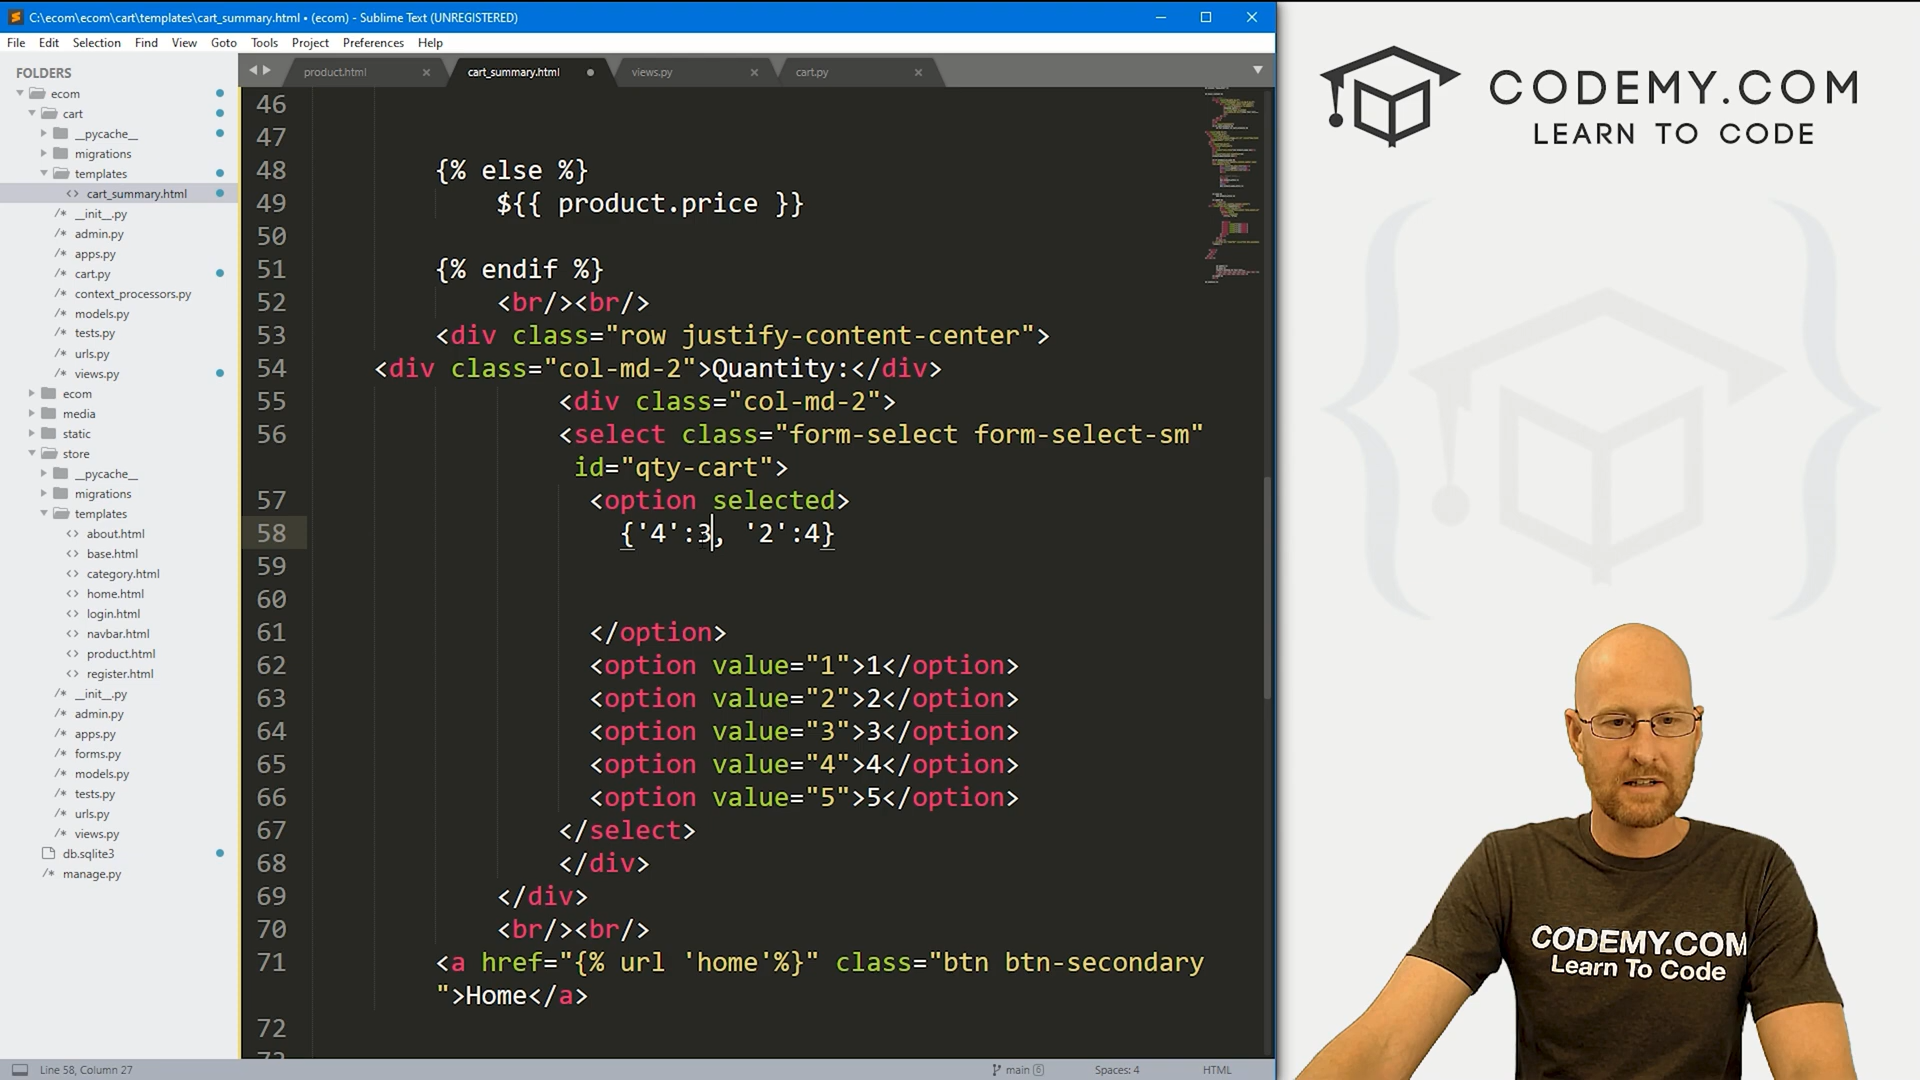 C:\ecom\ecom\cart\templates\cart_summary.html • (ecom) - Sublime Text (UNREGISTERED)
File Edit Selection Find View Goto Tools Project Preferences Help
FOLDERS
ecom
cart
__pycache__
migrations
templates
cart_summary.html
__init__.py
admin.py
apps.py
cart.py
context_processors.py
models.py
tests.py
urls.py
views.py
ecom
media
static
store
__pycache__
migrations
templates
about.html
base.html
category.html
home.html
login.html
navbar.html
product.html
register.html
__init__.py
admin.py
apps.py
forms.py
models.py
tests.py
urls.py
views.py
db.sqlite3
manage.py
product.html cart_summary.html views.py cart.py
46
47
48 {% else %}
49 ${{ product.price }}
50
51 {% endif %}
52 <br/><br/>
53 <div class="row justify-content-center">
54 <div class="col-md-2">Quantity:</div>
55 <div class="col-md-2">
56 <select class="form-select form-select-sm"
id="qty-cart">
57 <option selected>
58 {'4':3, '2':4}
59
60
61 </option>
62 <option value="1">1</option>
63 <option value="2">2</option>
64 <option value="3">3</option>
65 <option value="4">4</option>
66 <option value="5">5</option>
67 </select>
68 </div>
69 </div>
70 <br/><br/>
71 <a href="{% url 'home'%}" class="btn btn-secondary
">Home</a>
72
Line 58, Column 27 main 6 Spaces: 4 HTML
CODEMY.COM
LEARN TO CODE
CODEMY.COM
Learn To Code